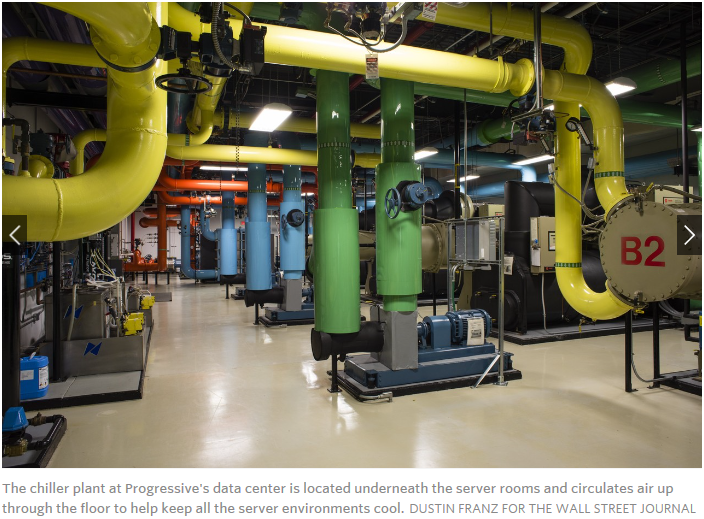 B2
The chiller plant at Progressive's data center is located underneath the server rooms and circulates air up
through the floor to help keep all the server environments cool. DUSTIN FRANZ FOR THE WALL STREET JOURNAL